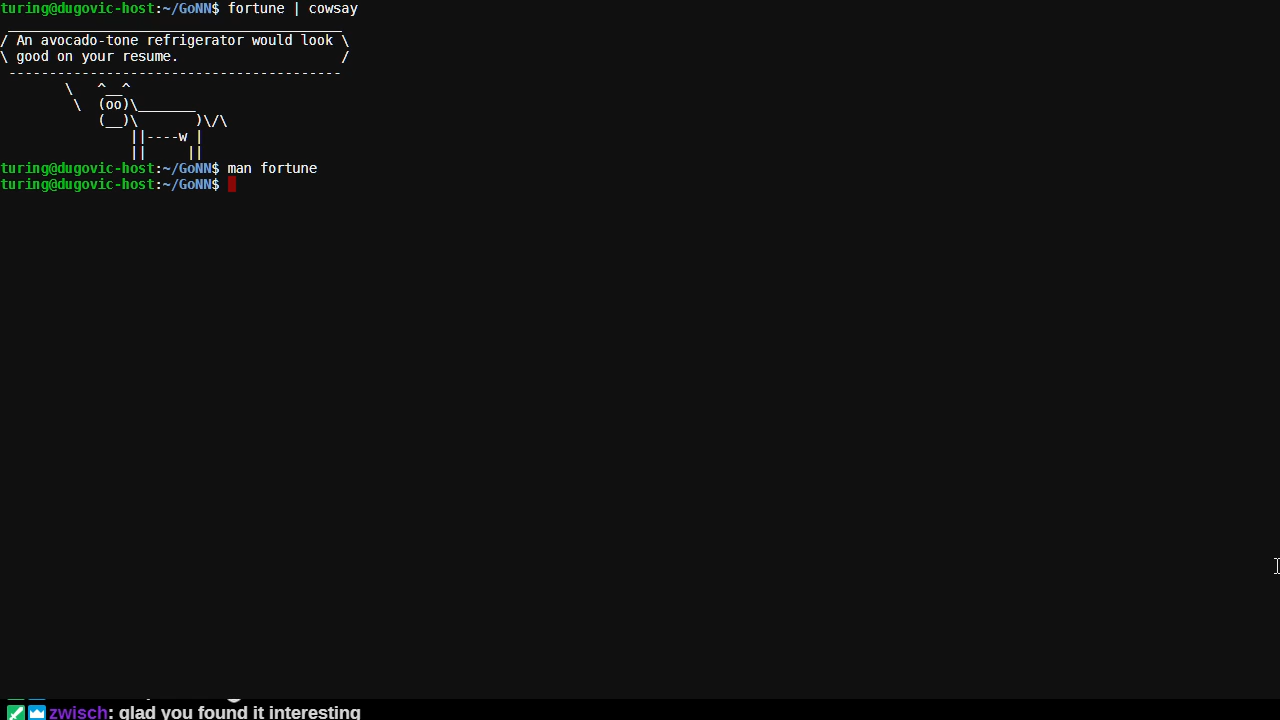 turing@dugovic-host:~/GoNN$ fortune | cowsay
 _________________________________________
/ An avocado-tone refrigerator would look \
\ good on your resume.                    /
 -----------------------------------------
        \   ^__^
         \  (oo)\_______
            (__)\       )\/\
                ||----w |
                ||     ||
turing@dugovic-host:~/GoNN$ man fortune
turing@dugovic-host:~/GoNN$
zwisch: glad you found it interesting